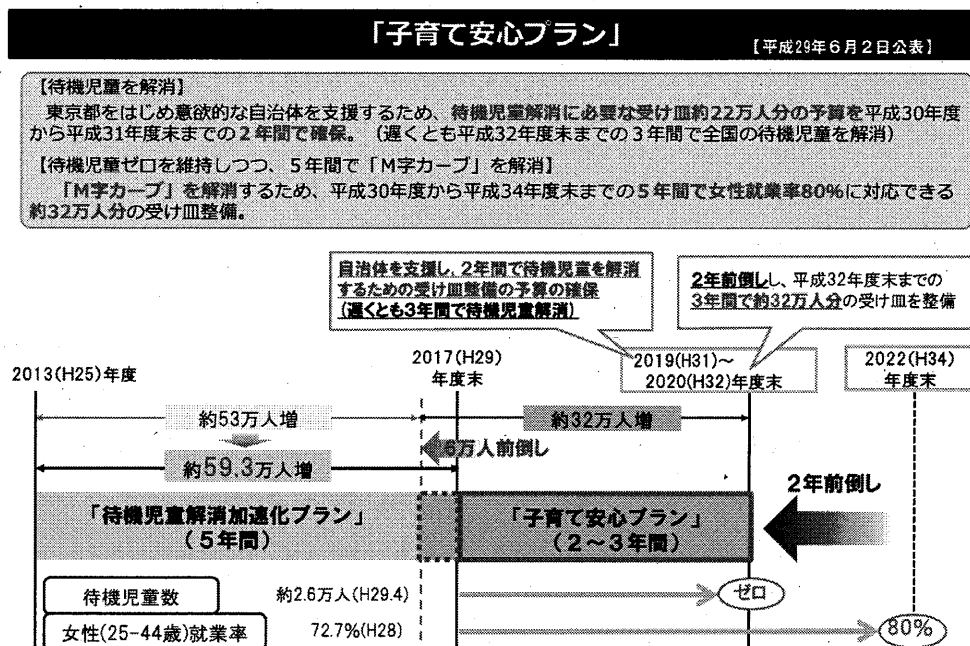 「子育て安心プラン」
【平成29年6月2日公表】
【待機児童を解消】
東京都をはじめ意欲的な自治体を支援するため、待機児童解消に必要な受け皿約22万人分の予算を平成30年度
から平成31年度末までの2年間で確保。（遅くとも平成32年度末までの3年間で全国の待機児童を解消）
【待機児童ゼロを維持しつつ、5年間で「M字カーブ」を解消】
「M字カーブ」を解消するため、平成30年度から平成34年度末までの5年間で女性就業率80%に対応できる
約32万人分の受け皿整備。
自治体を支援し、2年間で待機児童を解消
するための受け皿整備の予算の確保
（遅くとも3年間で待機児童解消）
2年前倒しし、平成32年度末までの
3年間で約32万人分の受け皿を整備
2013(H25)年度
2017(H29)
年度末
2019(H31)～
2020(H32)年度末
2022(H34)
年度末
約53万人増
約32万人増
6万人前倒し
約59.3万人増
2年前倒し
「待機児童解消加速化プラン」
（5年間）
「子育て安心プラン」
（2～3年間）
待機児童数
約2.6万人(H29.4)
ゼロ
女性(25-44歳)就業率
72.7%(H28)
80%